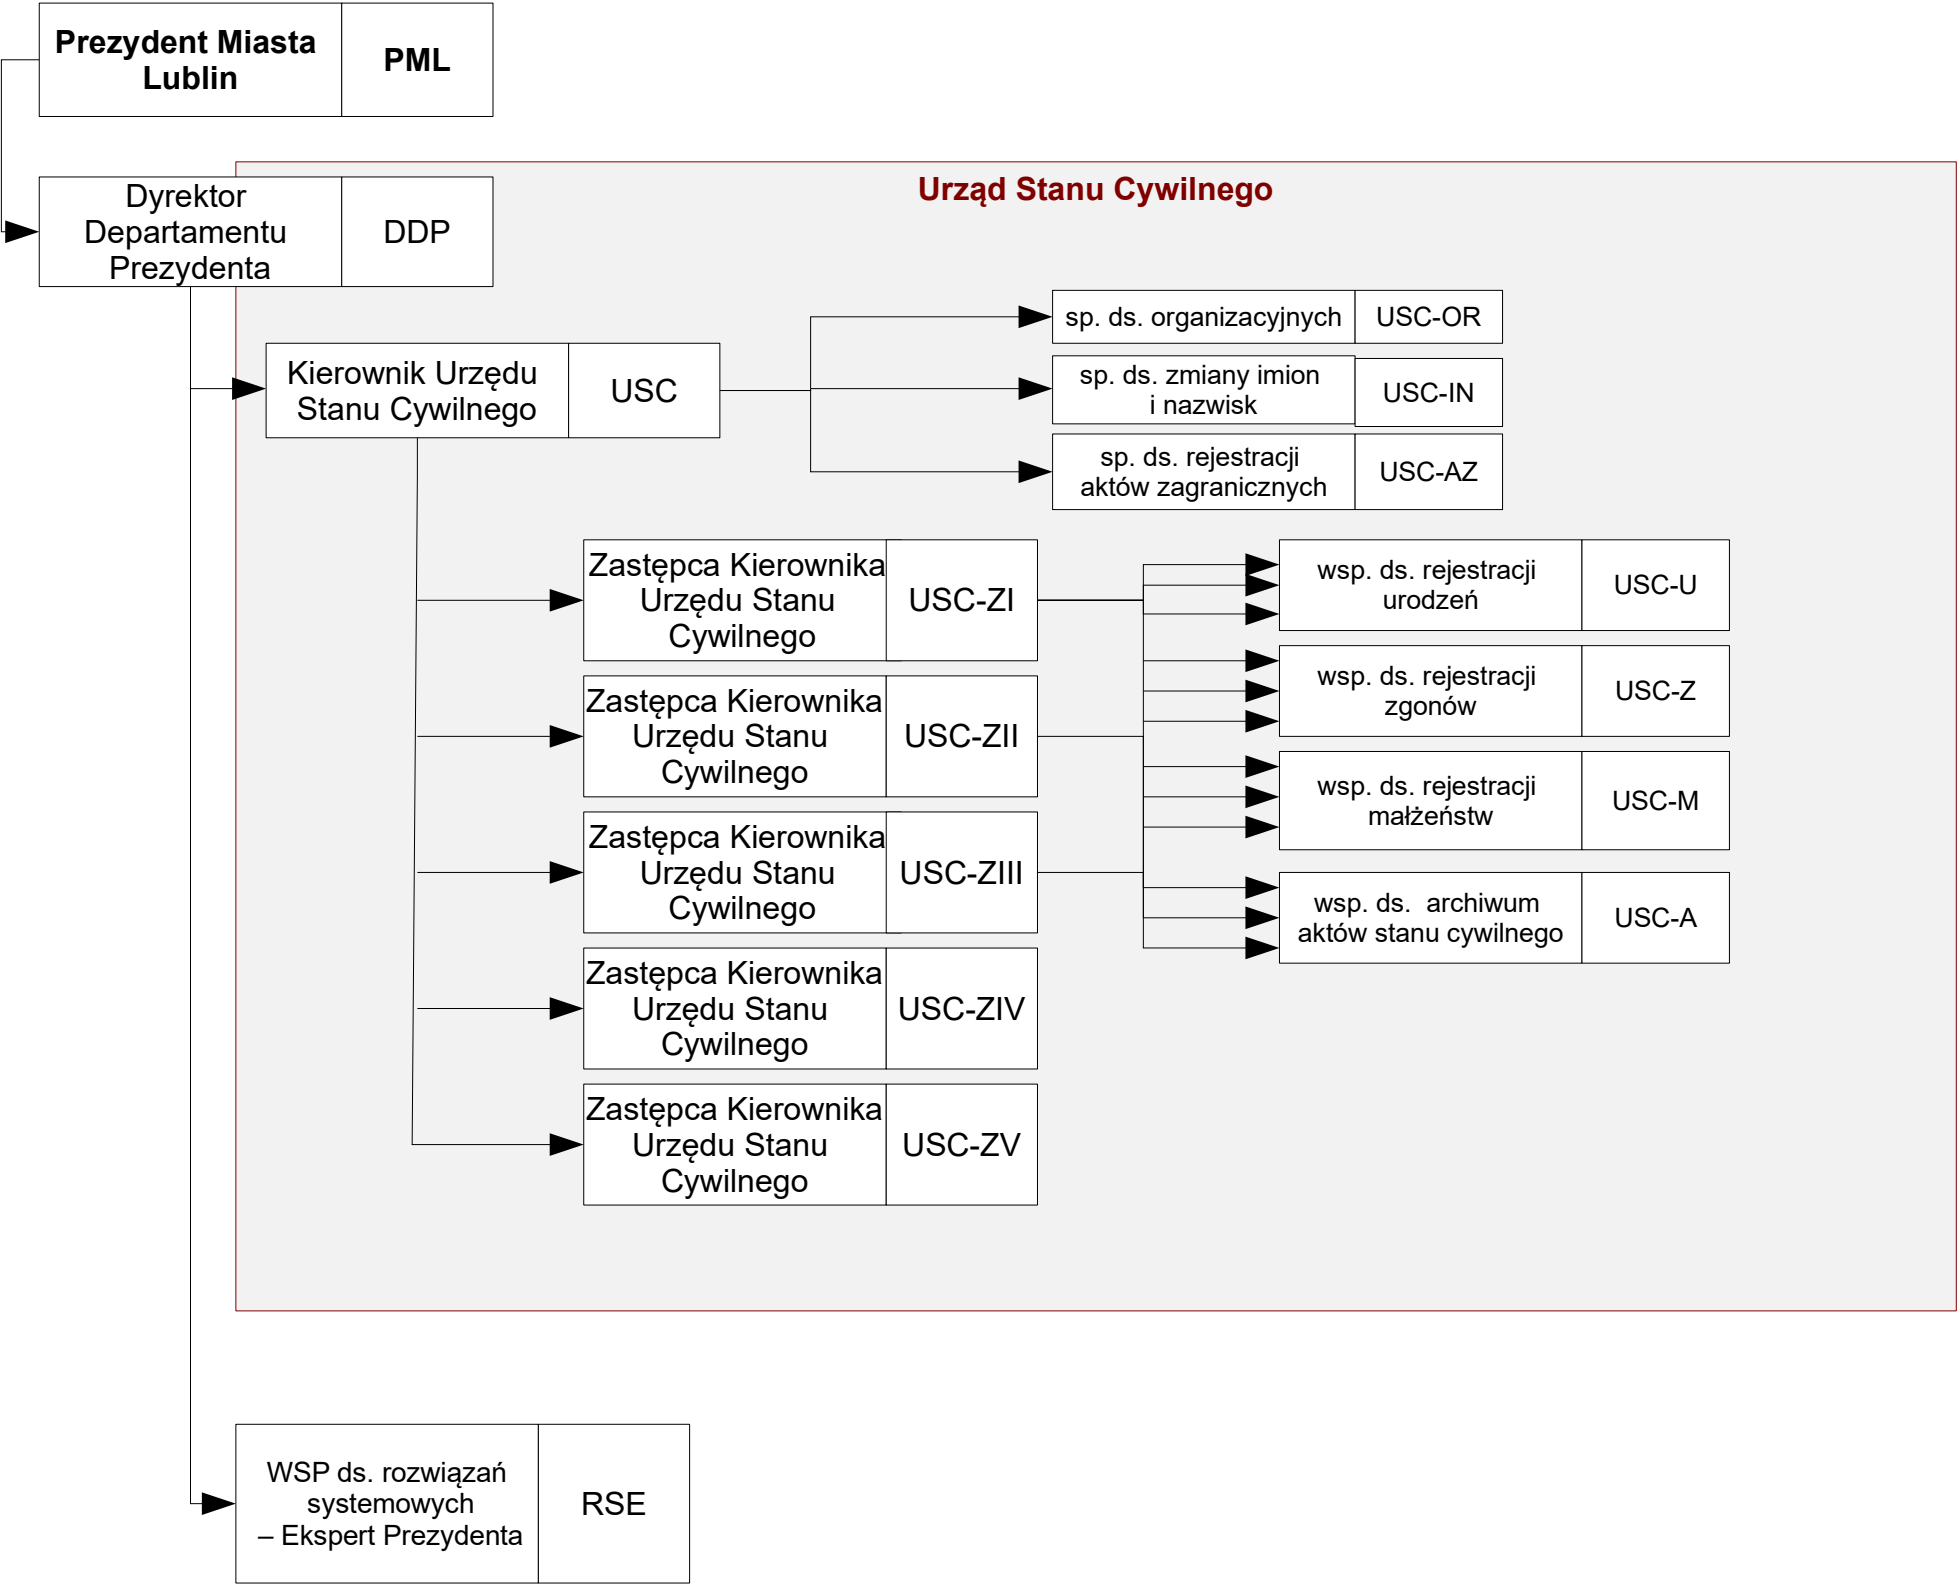 Prezydent Miasta
Lublin
PML
Dyrektor
Departamentu
Prezydenta
DDP
Urząd Stanu Cywilnego
Kierownik Urzędu
Stanu Cywilnego
USC
sp. ds. organizacyjnych
USC-OR
sp. ds. zmiany imion
i nazwisk
USC-IN
sp. ds. rejestracji
aktów zagranicznych
USC-AZ
Zastępca Kierownika
Urzędu Stanu
Cywilnego
USC-ZI
Zastępca Kierownika
Urzędu Stanu
Cywilnego
USC-ZII
Zastępca Kierownika
Urzędu Stanu
Cywilnego
USC-ZIII
Zastępca Kierownika
Urzędu Stanu
Cywilnego
USC-ZIV
Zastępca Kierownika
Urzędu Stanu
Cywilnego
USC-ZV
wsp. ds. rejestracji
urodzeń
USC-U
wsp. ds. rejestracji
zgonów
USC-Z
wsp. ds. rejestracji
małżeństw
USC-M
wsp. ds. archiwum
aktów stanu cywilnego
USC-A
WSP ds. rozwiązań
systemowych
– Ekspert Prezydenta
RSE